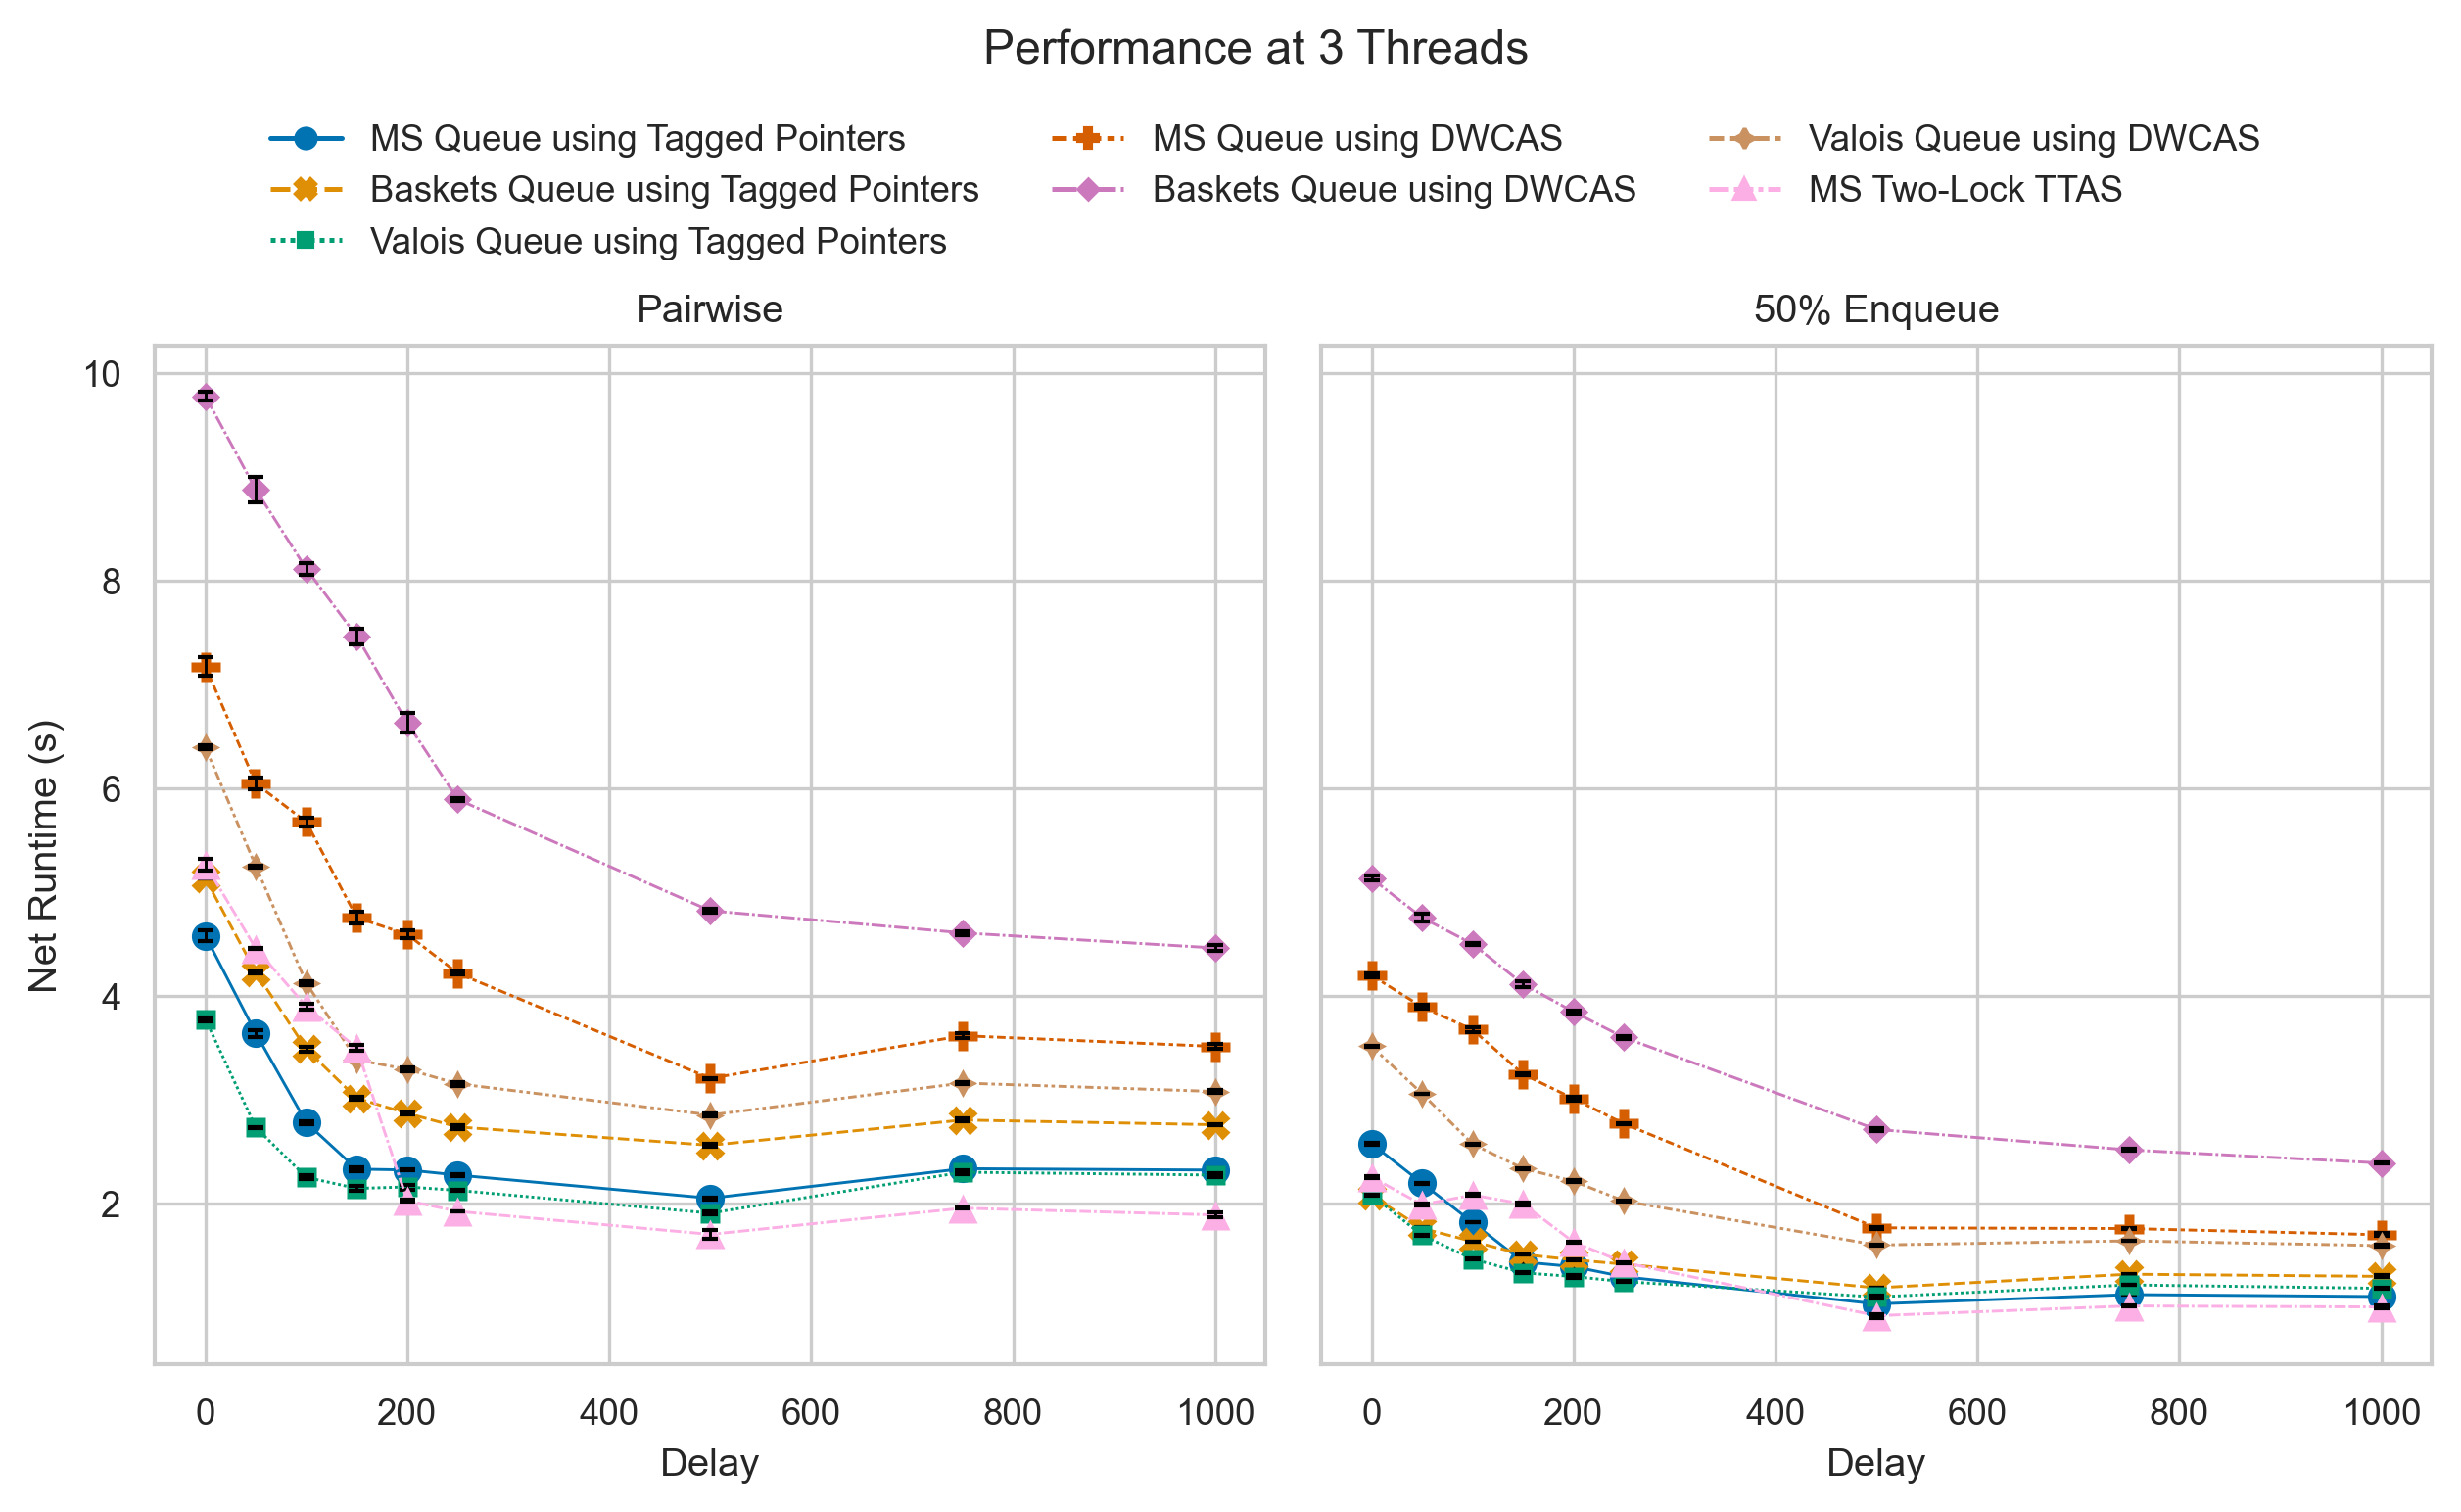 Performance at 3 Threads
MS Queue using Tagged Pointers
Baskets Queue using Tagged Pointers
Valois Queue using Tagged Pointers
MS Queue using DWCAS
Baskets Queue using DWCAS
Valois Queue using DWCAS
MS Two-Lock TTAS
Pairwise
50% Enqueue
Net Runtime (s)
10
8
6
4
2
0 200 400 600 800 1000
0 200 400 600 800 1000
Delay
Delay